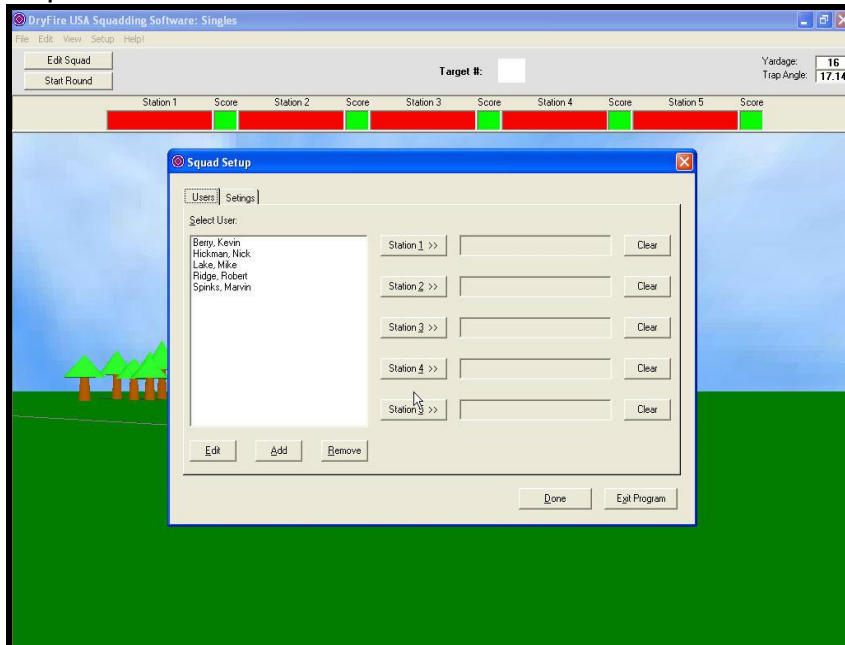 DryFire USA Squadding Software: Singles
File Edit View Setup Help!
Edit Squad
Start Round
Target #:
Yardage: 16
Trap Angle: 17.14
Station 1 Score Station 2 Score Station 3 Score Station 4 Score Station 5 Score
Squad Setup
Users Setings
Select User:
Berry, Kevin
Hickman, Nick
Lake, Mike
Ridge, Robert
Spinks, Marvin
Station 1 >> Clear
Station 2 >> Clear
Station 3 >> Clear
Station 4 >> Clear
Station 5 >> Clear
Edit Add Remove
Done Exit Program